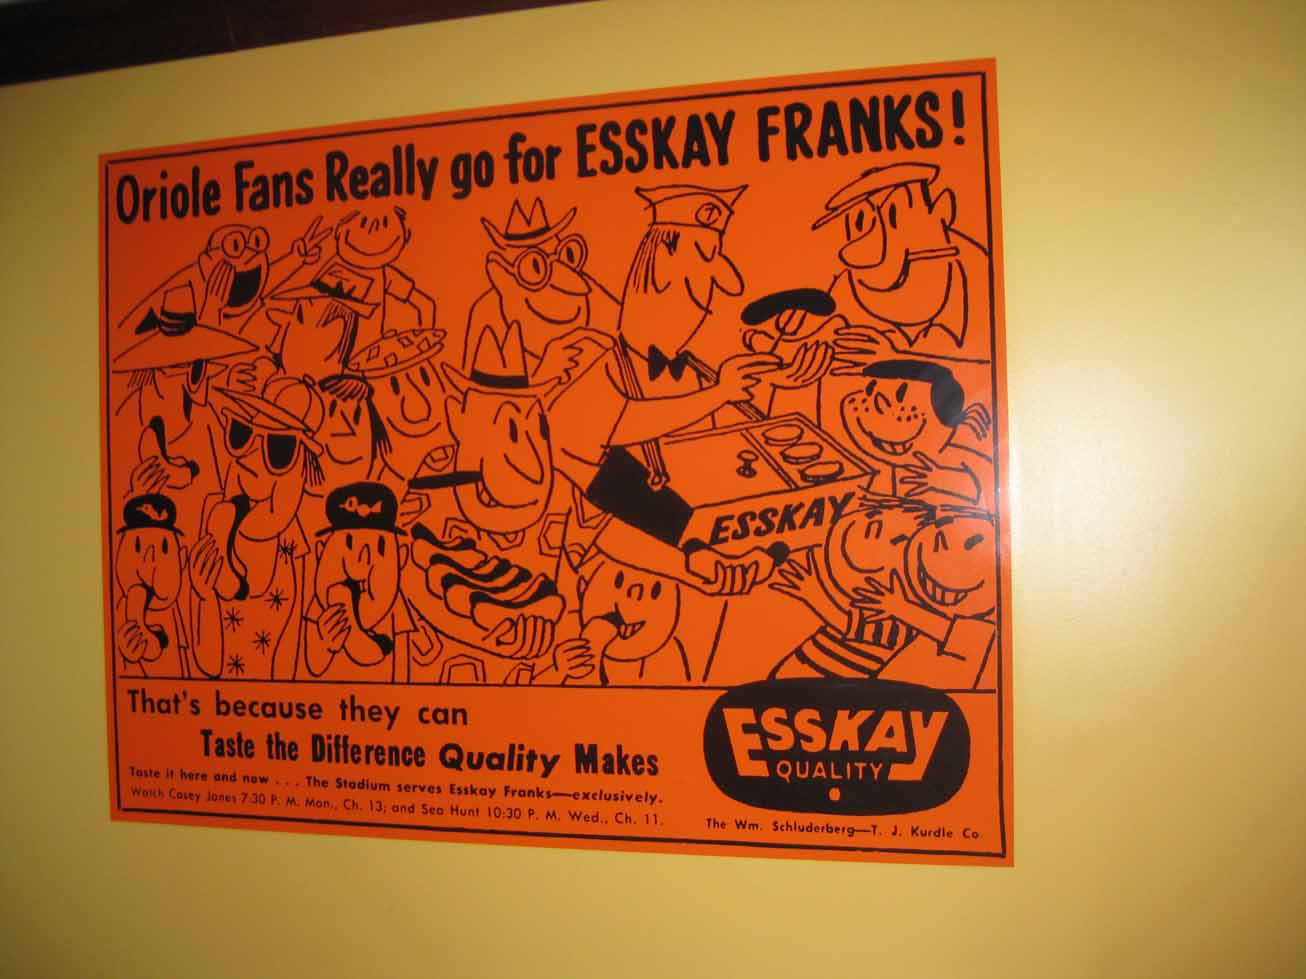 Oriole Fans Really go for ESSKAY FRANKS!
ESSKAY
That's because they can
Taste the Difference Quality Makes
Taste it here and now . . . The Stadium serves Esskay Franks—exclusively.
Watch Casey Jones 7:30 P. M. Mon., Ch. 13; and Sea Hunt 10:30 P. M. Wed., Ch. 11.
ESSKAY
QUALITY
The Wm. Schluderberg—T. J. Kurdle Co.